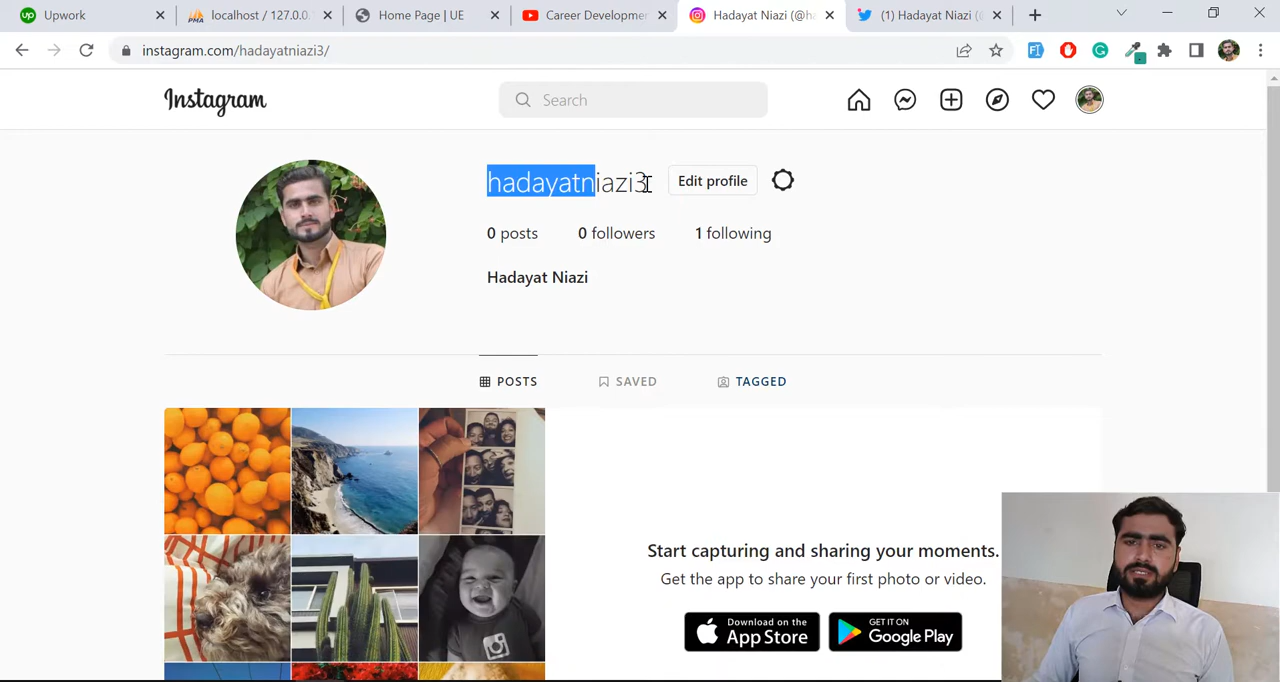 Upwork
localhost / 127.0.0.
Home Page | UE
Career Developme
Hadayat Niazi (@ha
(1) Hadayat Niazi (@
instagram.com/hadayatniazi3/
Instagram
Search
hadayatniazi3
Edit profile
0 posts
0 followers
1 following
Hadayat Niazi
POSTS
SAVED
TAGGED
Start capturing and sharing your moments.
Get the app to share your first photo or video.
Download on the
App Store
GET IT ON
Google Play